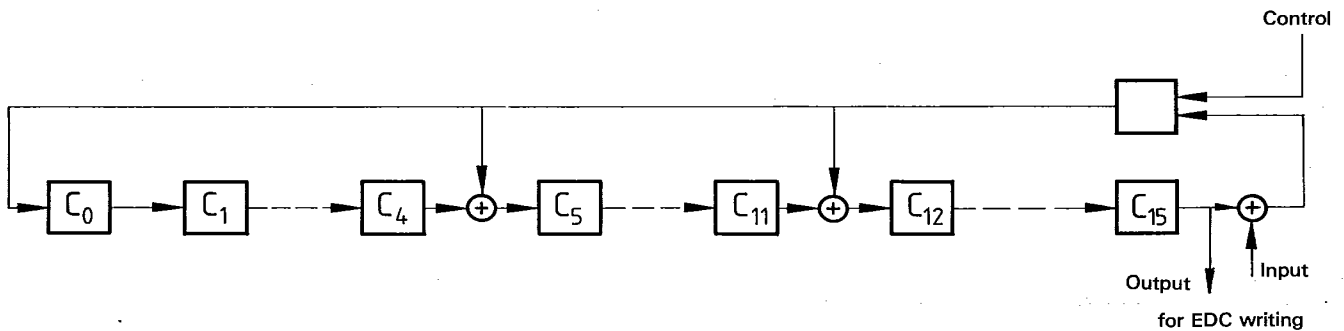 Control
C₀
C₁
C₄
+
C₅
C₁₁
+
C₁₂
C₁₅
+
Output
Input
for EDC writing